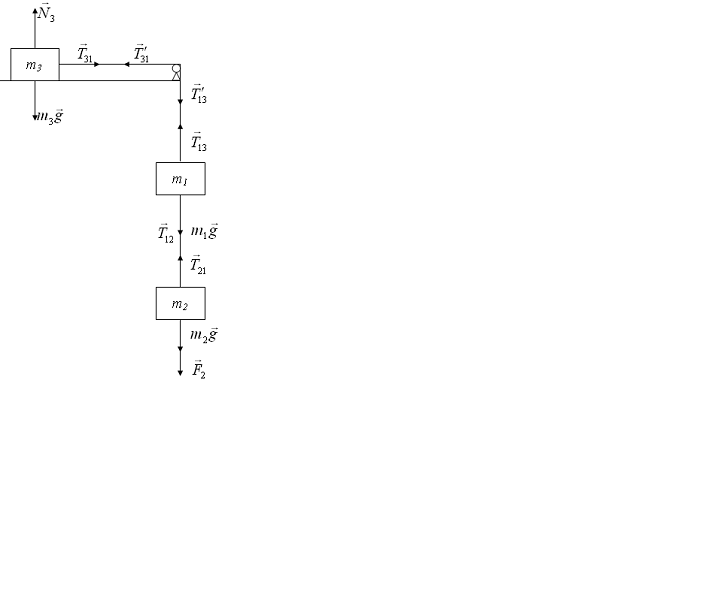 N⃗₃
T⃗₃₁ T⃗′₃₁
m₃
T⃗′₁₃
m₃g⃗
T⃗₁₃
m₁
T⃗₁₂ m₁g⃗
T⃗₂₁
m₂
m₂g⃗
F⃗₂